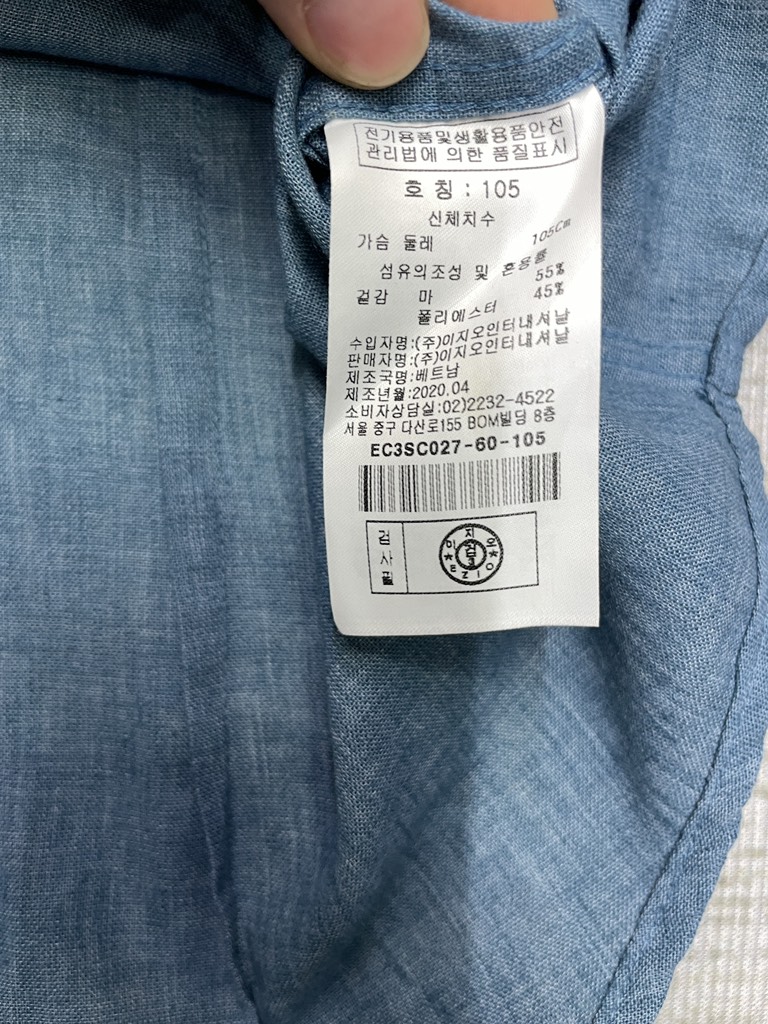 전기용품및생활용품안전
관리법에 의한 품질표시
호 칭 : 105
신체치수
가슴 둘레 105Cm
섬유의조성 및 혼용률
겉감 마 55%
폴리에스터 45%
수입자명:(주)이지오인터내셔날
판매자명:(주)이지오인터내셔날
제조국명:베트남
제조년월:2020.04
소비자상담실:02)2232-4522
서울 중구 다산로155 BOM빌딩 8층
EC3SC027-60-105
검사필
이지오
EZIO